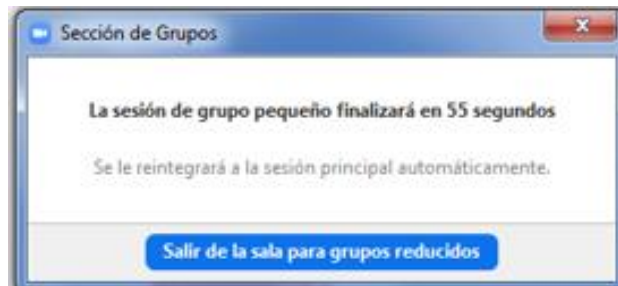 Sección de Grupos
La sesión de grupo pequeño finalizará en 55 segundos
Se le reintegrará a la sesión principal automáticamente.
Salir de la sala para grupos reducidos